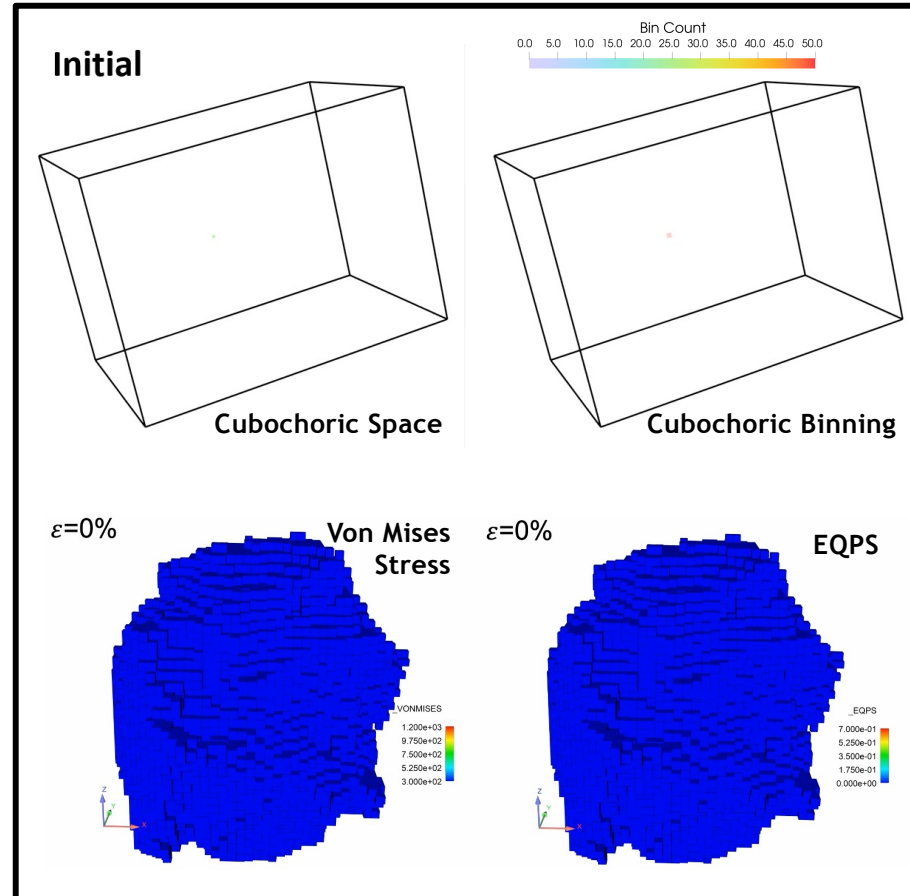 Initial
Bin Count
0.0 5.0 10.0 15.0 20.0 25.0 30.0 35.0 40.0 45.0 50.0
Cubochoric Space
Cubochoric Binning
ε=0%
Von Mises
Stress
_VONMISES
1.200e+03
9.750e+02
7.500e+02
5.250e+02
3.000e+02
Z
Y
X
ε=0%
EQPS
_EQPS
7.000e-01
5.250e-01
3.500e-01
1.750e-01
0.000e+00
Z
Y
X